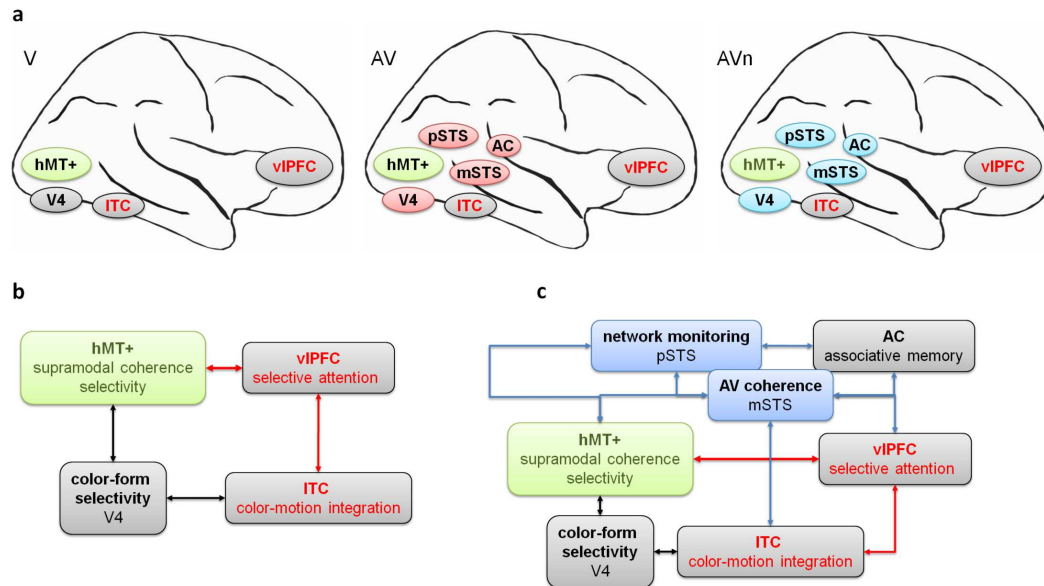 a
V
AV
AVn
hMT+
V4
ITC
vlPFC
pSTS
AC
hMT+
mSTS
V4
ITC
vlPFC
pSTS
AC
hMT+
mSTS
V4
ITC
vlPFC
b
hMT+
supramodal coherence
selectivity
vlPFC
selective attention
color-form
selectivity
V4
ITC
color-motion integration
c
network monitoring
pSTS
AC
associative memory
AV coherence
mSTS
hMT+
supramodal coherence
selectivity
vlPFC
selective attention
color-form
selectivity
V4
ITC
color-motion integration